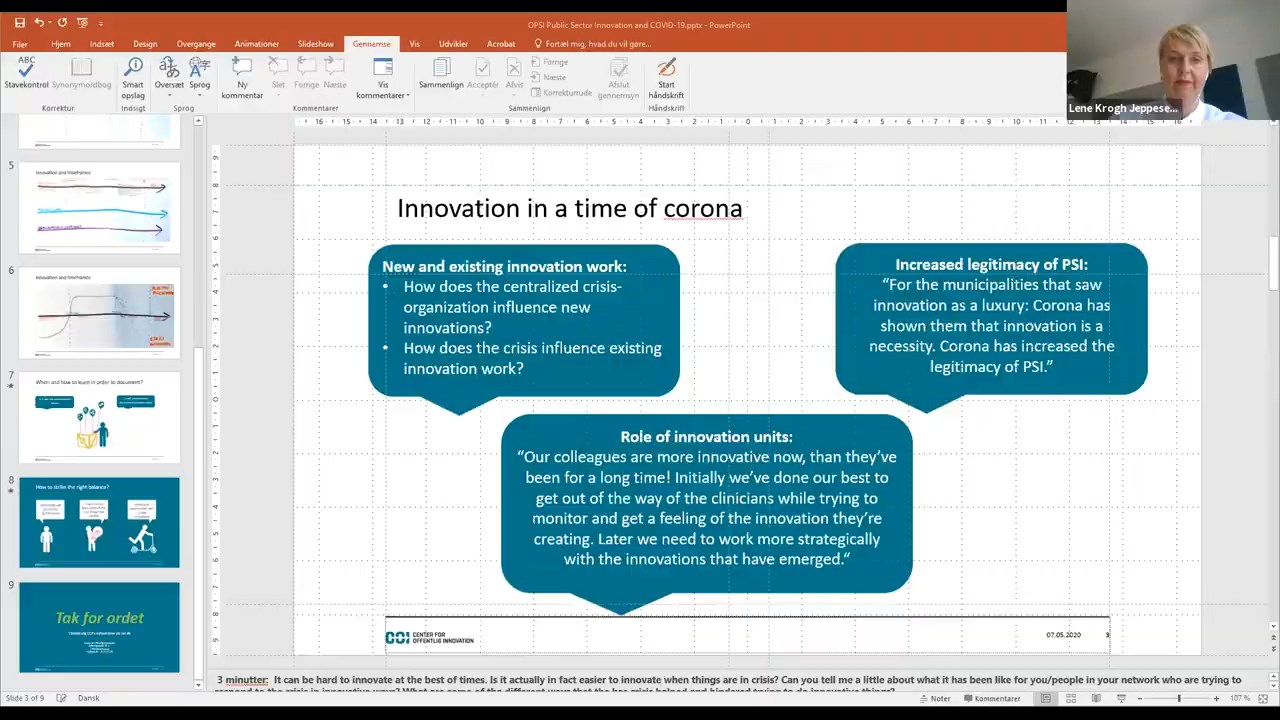 OPSI Public Sector Innovation and COVID-19.pptx - PowerPoint
Filer Hjem Indsæt Design Overgange Animationer Slideshow Gennemse Vis Udvikler Acrobat Fortæl mig, hvad du vil gøre...
Stavekontrol
Synonymordbog
Korrektur
Smart opslag
Indsigt
Oversæt
Sprog
Sprog
Ny kommentar
Slet
Forrige
Næste
Vis kommentarer
Kommentarer
Sammenlign
Acceptér
Afvis
Forrige
Næste
Korrekturrude
Afslut gennemsyn
Sammenlign
Start håndskrift
Håndskrift
Lene Krogh Jeppese...
5
Innovation and timeframes
6
Innovation and timeframes
7
When and how to learn in order to document?
8
How to strike the right balance?
9
Tak for ordet
Innovation in a time of corona
New and existing innovation work:
• How does the centralized crisis-
organization influence new
innovations?
• How does the crisis influence existing
innovation work?
Increased legitimacy of PSI:
“For the municipalities that saw
innovation as a luxury: Corona has
shown them that innovation is a
necessity. Corona has increased the
legitimacy of PSI.”
Role of innovation units:
“Our colleagues are more innovative now, than they’ve
been for a long time! Initially we’ve done our best to
get out of the way of the clinicians while trying to
monitor and get a feeling of the innovation they’re
creating. Later we need to work more strategically
with the innovations that have emerged.“
COI CENTER FOR
OFFENTLIG INNOVATION
07.05.2020 3
3 minutter: It can be hard to innovate at the best of times. Is it actually in fact easier to innovate when things are in crisis? Can you tell me a little about what it has been like for you/people in your network who are trying to
Slide 3 of 9 Dansk Noter Kommentarer 107 %